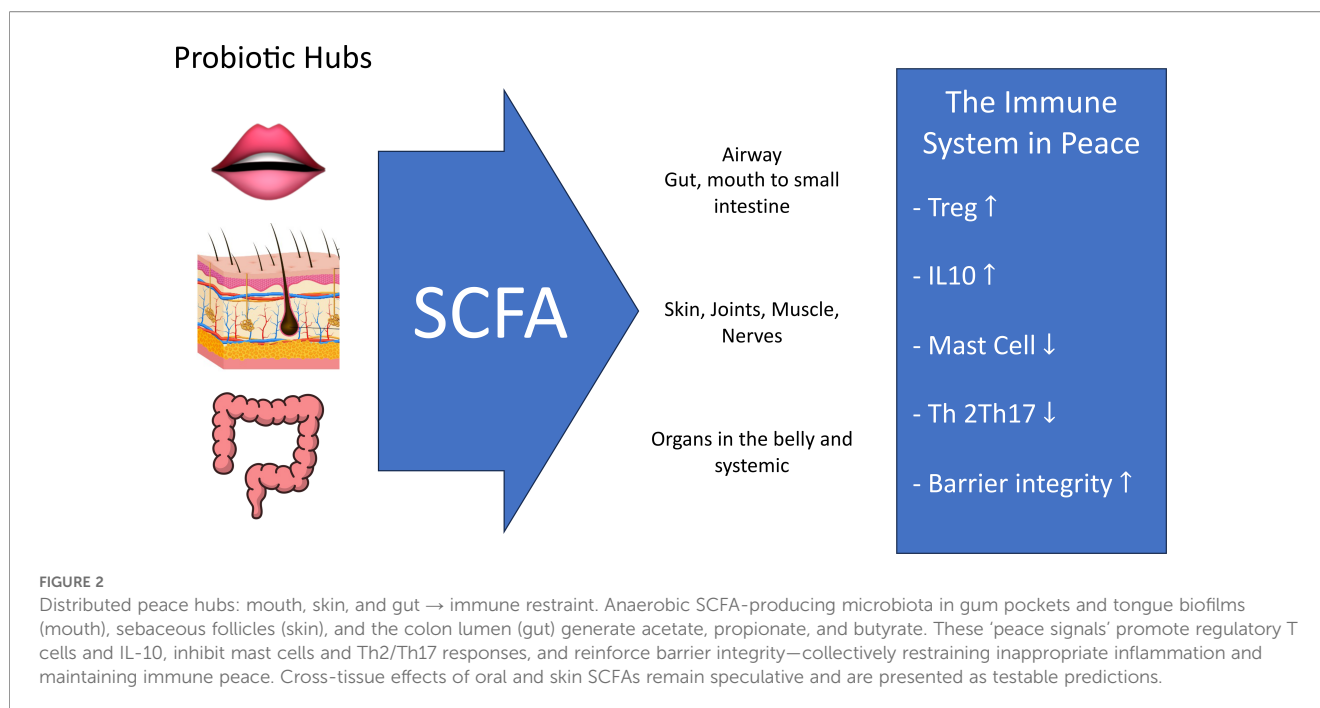 Probiotic Hubs
SCFA
Airway
Gut, mouth to small
intestine
Skin, Joints, Muscle,
Nerves
Organs in the belly and
systemic
The Immune
System in Peace
- Treg ↑
- IL10 ↑
- Mast Cell ↓
- Th 2Th17 ↓
- Barrier integrity ↑
FIGURE 2
Distributed peace hubs: mouth, skin, and gut → immune restraint. Anaerobic SCFA-producing microbiota in gum pockets and tongue biofilms
(mouth), sebaceous follicles (skin), and the colon lumen (gut) generate acetate, propionate, and butyrate. These ‘peace signals’ promote regulatory T
cells and IL-10, inhibit mast cells and Th2/Th17 responses, and reinforce barrier integrity—collectively restraining inappropriate inflammation and
maintaining immune peace. Cross-tissue effects of oral and skin SCFAs remain speculative and are presented as testable predictions.